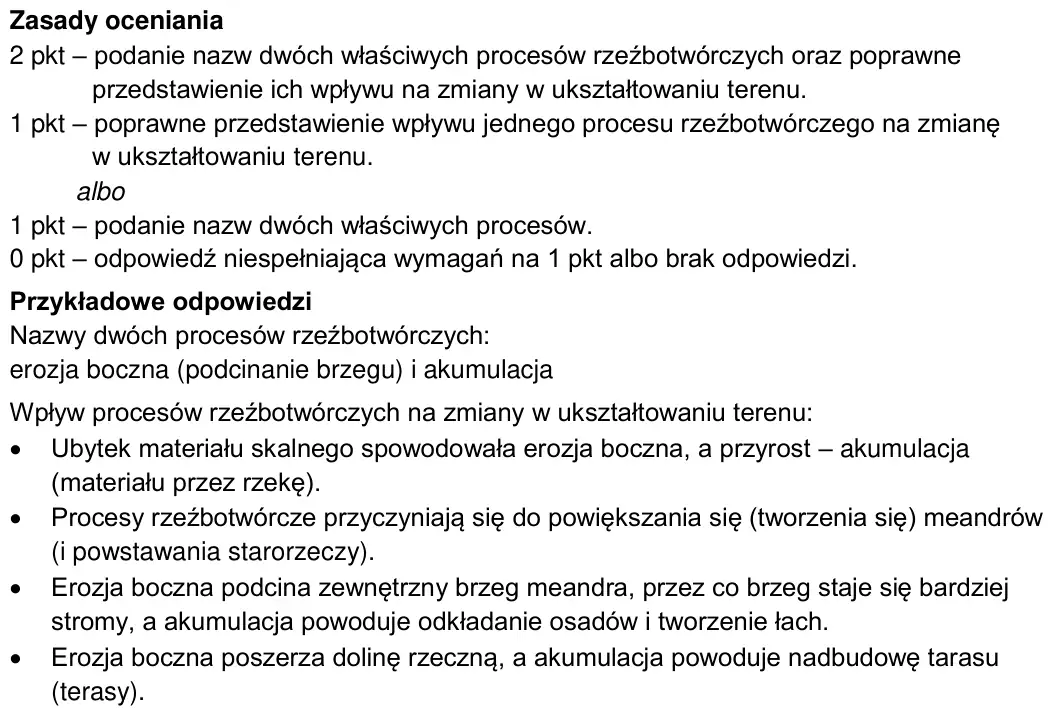 Zasady oceniania
2 pkt – podanie nazw dwóch właściwych procesów rzeźbotwórczych oraz poprawne
przedstawienie ich wpływu na zmiany w ukształtowaniu terenu.
1 pkt – poprawne przedstawienie wpływu jednego procesu rzeźbotwórczego na zmianę
w ukształtowaniu terenu.
albo
1 pkt – podanie nazw dwóch właściwych procesów.
0 pkt – odpowiedź niespełniająca wymagań na 1 pkt albo brak odpowiedzi.
Przykładowe odpowiedzi
Nazwy dwóch procesów rzeźbotwórczych:
erozja boczna (podcinanie brzegu) i akumulacja
Wpływ procesów rzeźbotwórczych na zmiany w ukształtowaniu terenu:
• Ubytek materiału skalnego spowodowała erozja boczna, a przyrost – akumulacja
(materiału przez rzekę).
• Procesy rzeźbotwórcze przyczyniają się do powiększania się (tworzenia się) meandrów
(i powstawania starorzeczy).
• Erozja boczna podcina zewnętrzny brzeg meandra, przez co brzeg staje się bardziej
stromy, a akumulacja powoduje odkładanie osadów i tworzenie łach.
• Erozja boczna poszerza dolinę rzeczną, a akumulacja powoduje nadbudowę tarasu
(terasy).